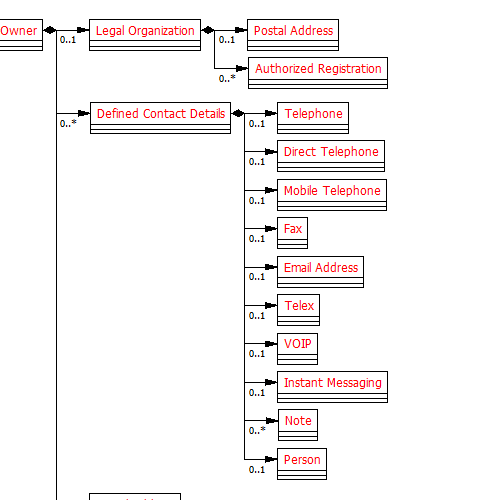 Owner
0..1
Legal Organization
0..1
Postal Address
0..*
Authorized Registration
0..*
Defined Contact Details
0..1
Telephone
0..1
Direct Telephone
0..1
Mobile Telephone
0..1
Fax
0..1
Email Address
0..1
Telex
0..1
VOIP
0..1
Instant Messaging
0..*
Note
0..1
Person